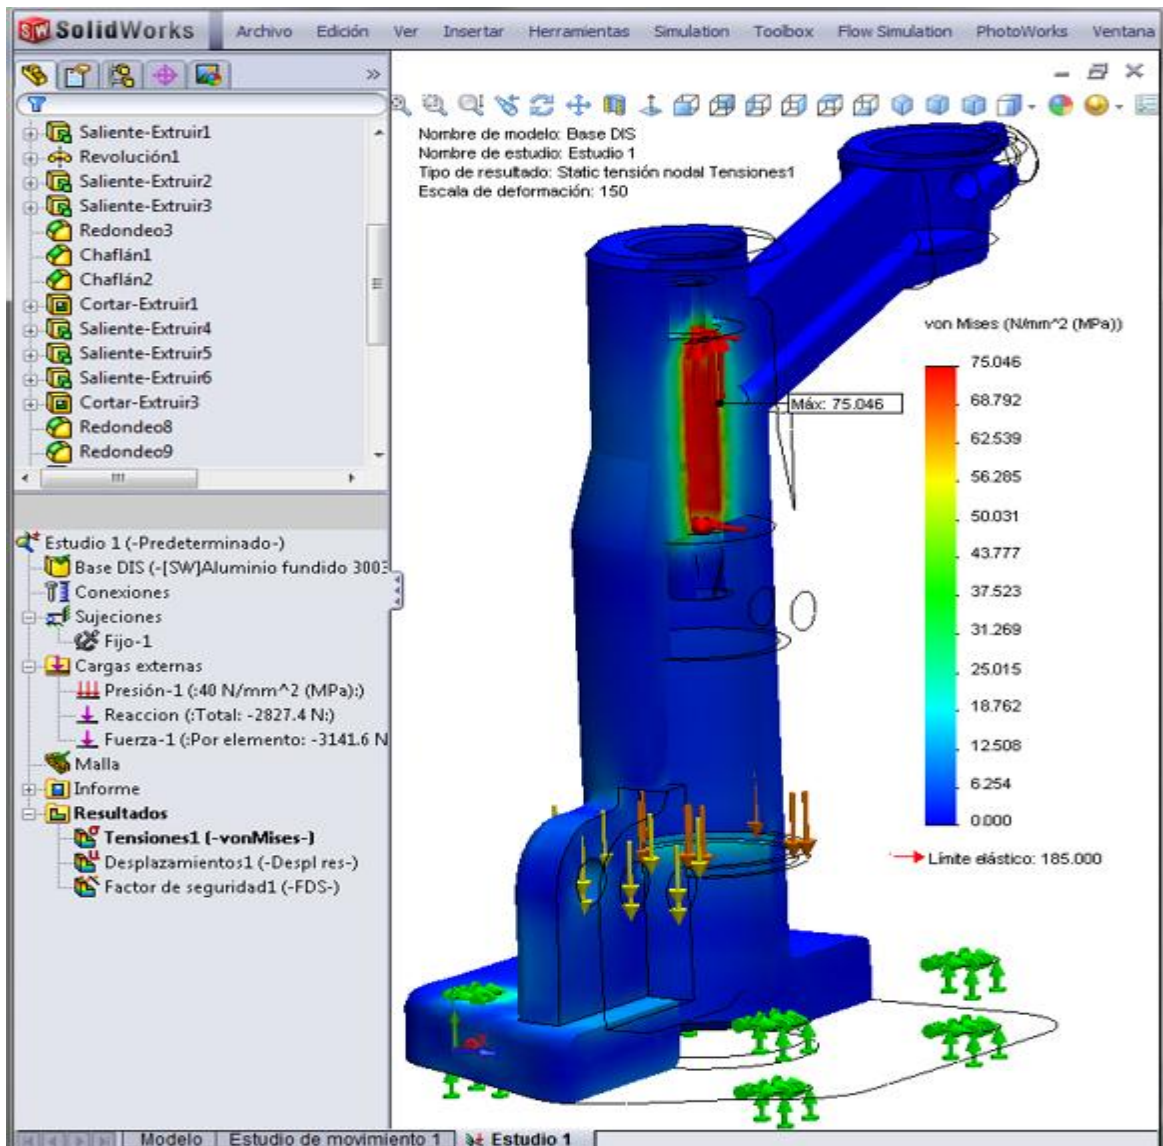 SolidWorks Archivo Edición Ver Insertar Herramientas Simulation Toolbox Flow Simulation PhotoWorks Ventana
Saliente-Extruir1
Revolución1
Saliente-Extruir2
Saliente-Extruir3
Redondeo3
Chaflán1
Chaflán2
Cortar-Extruir1
Saliente-Extruir4
Saliente-Extruir5
Saliente-Extruir6
Cortar-Extruir3
Redondeo8
Redondeo9
Estudio 1 (-Predeterminado-)
Base DIS (-[SW]Aluminio fundido 3003
Conexiones
Sujeciones
Fijo-1
Cargas externas
Presión-1 (:40 N/mm^2 (MPa):)
Reaccion (:Total: -2827.4 N:)
Fuerza-1 (:Por elemento: -3141.6 N
Malla
Informe
Resultados
Tensiones1 (-vonMises-)
Desplazamientos1 (-Despl res-)
Factor de seguridad1 (-FDS-)
Nombre de modelo: Base DIS
Nombre de estudio: Estudio 1
Tipo de resultado: Static tensión nodal Tensiones1
Escala de deformación: 150
Máx: 75.046
von Mises (N/mm^2 (MPa))
75.046
68.792
62.539
56.285
50.031
43.777
37.523
31.269
25.015
18.762
12.508
6.254
0.000
Límite elástico: 185.000
Modelo Estudio de movimiento 1 Estudio 1